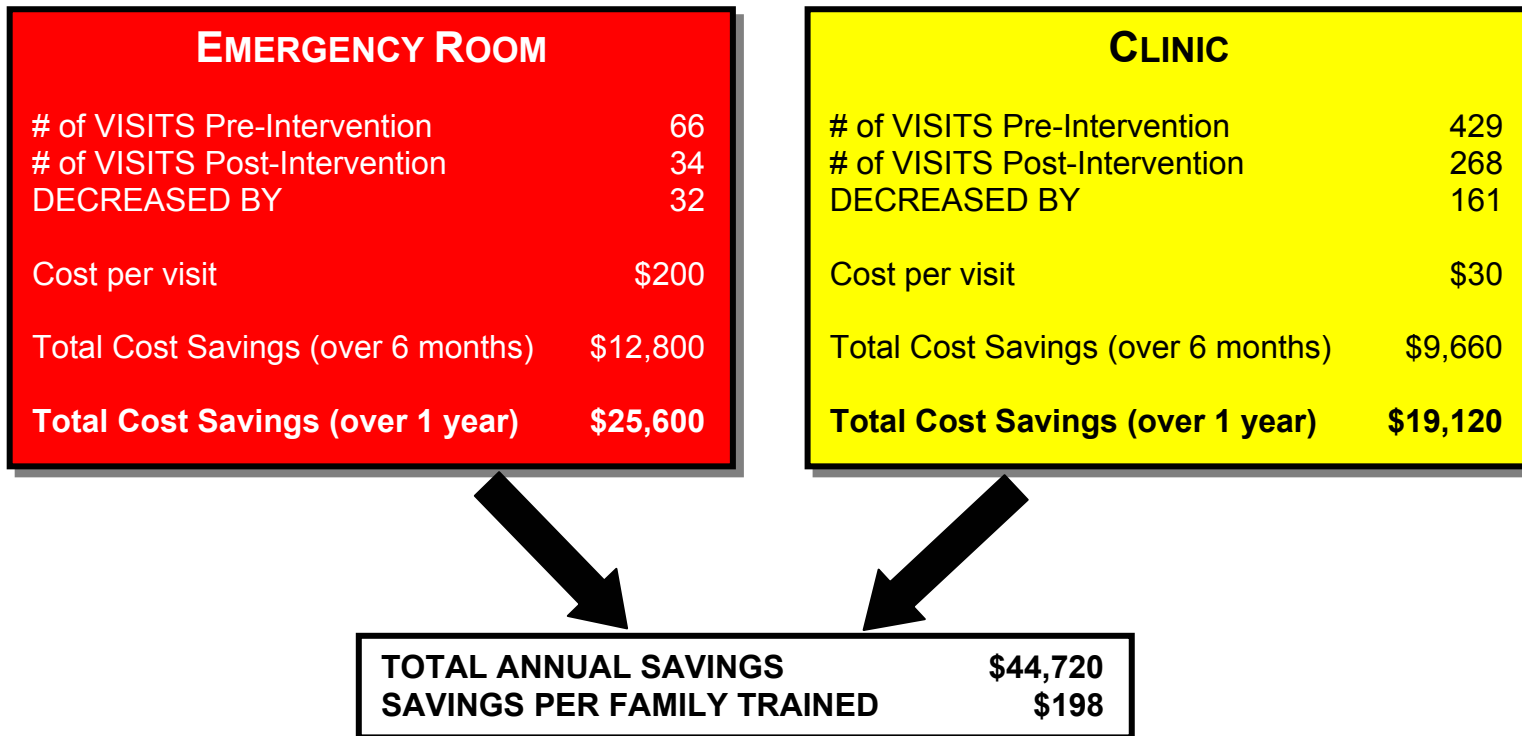 EMERGENCY ROOM
# of VISITS Pre-Intervention 66
# of VISITS Post-Intervention 34
DECREASED BY 32
Cost per visit $200
Total Cost Savings (over 6 months) $12,800
Total Cost Savings (over 1 year) $25,600
CLINIC
# of VISITS Pre-Intervention 429
# of VISITS Post-Intervention 268
DECREASED BY 161
Cost per visit $30
Total Cost Savings (over 6 months) $9,660
Total Cost Savings (over 1 year) $19,120
TOTAL ANNUAL SAVINGS $44,720
SAVINGS PER FAMILY TRAINED $198